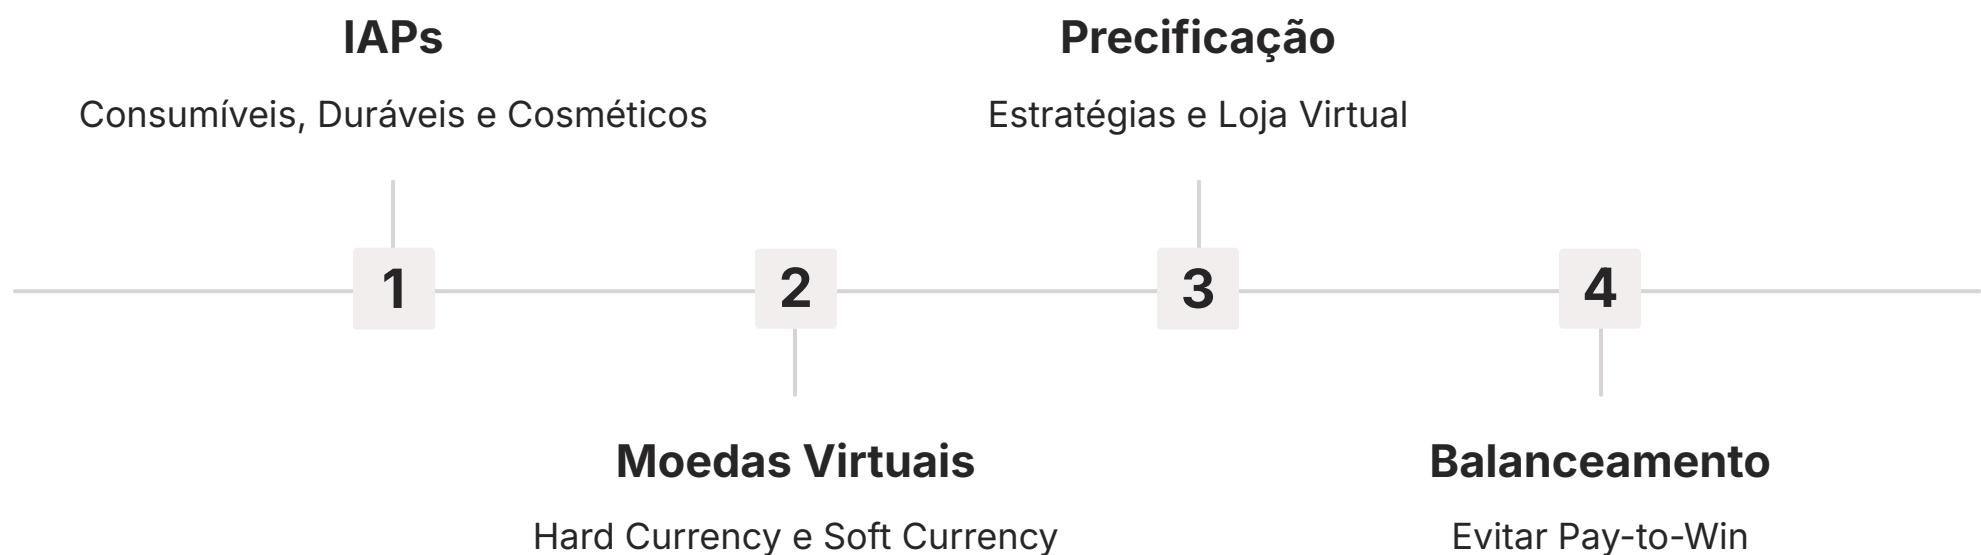 IAPs
Consumíveis, Duráveis e Cosméticos
1
2
Moedas Virtuais
Hard Currency e Soft Currency
Precificação
Estratégias e Loja Virtual
3
4
Balanceamento
Evitar Pay-to-Win